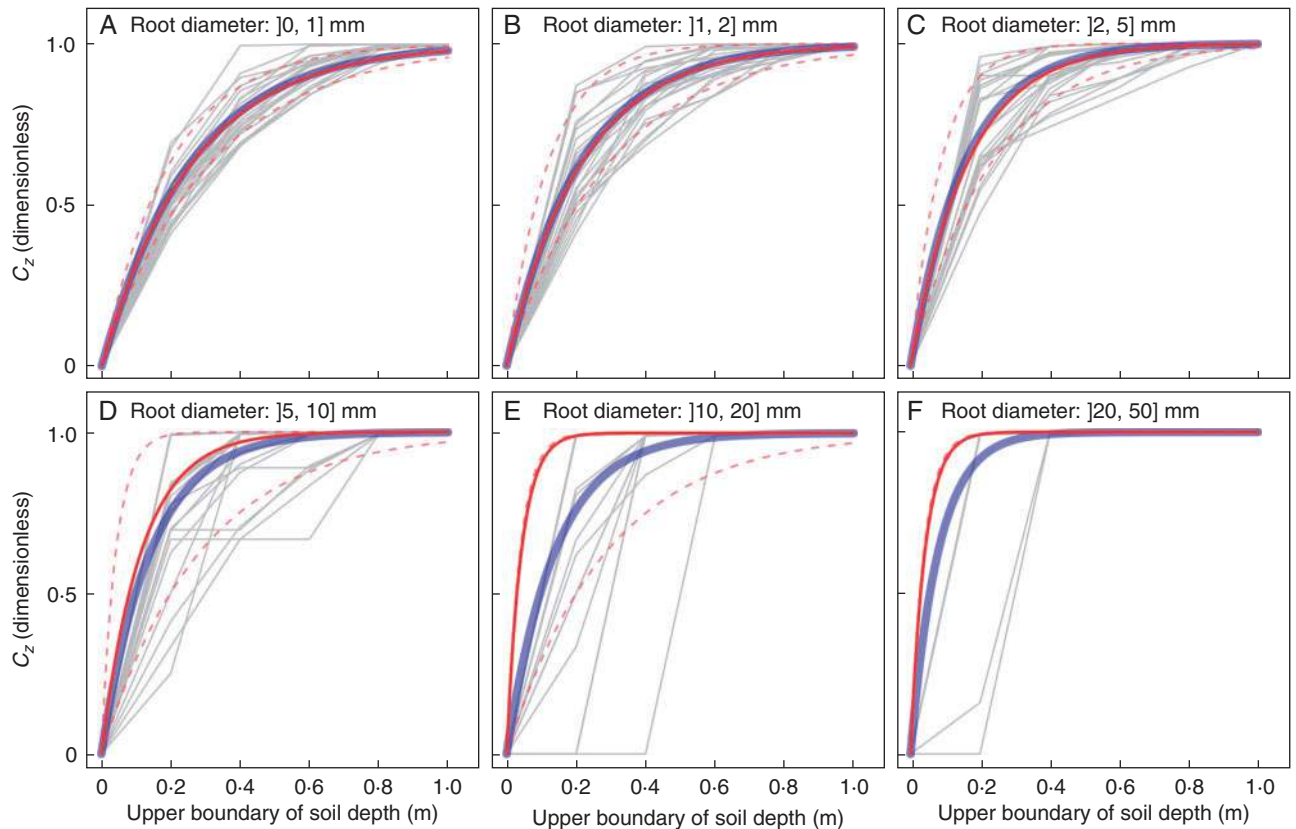 A Root diameter: ]0, 1] mm
B Root diameter: ]1, 2] mm
C Root diameter: ]2, 5] mm
1·0
0·5
0
C_z (dimensionless)
D Root diameter: ]5, 10] mm
E Root diameter: ]10, 20] mm
F Root diameter: ]20, 50] mm
1·0
0·5
0
C_z (dimensionless)
0 0·2 0·4 0·6 0·8 1·0
0 0·2 0·4 0·6 0·8 1·0
0 0·2 0·4 0·6 0·8 1·0
Upper boundary of soil depth (m)
Upper boundary of soil depth (m)
Upper boundary of soil depth (m)